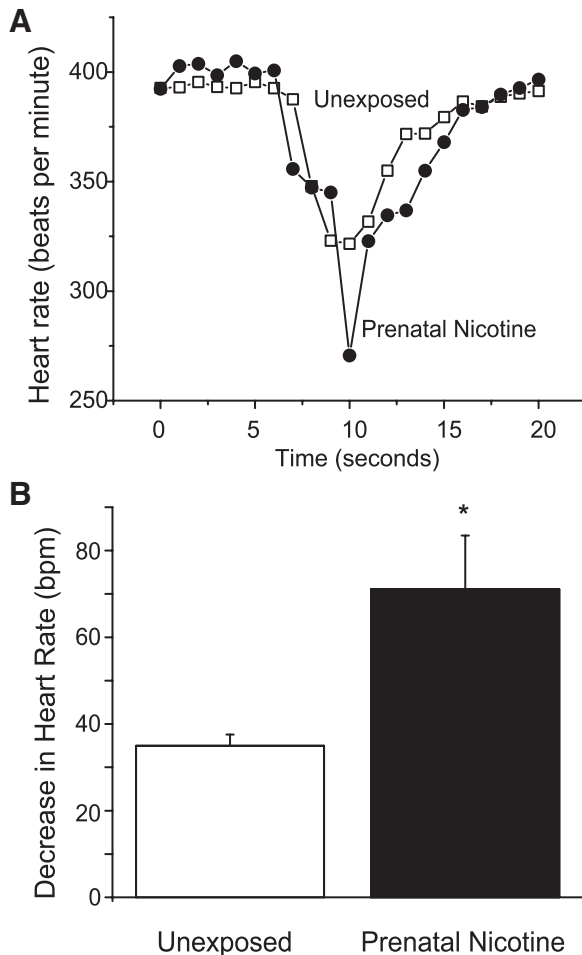 A
Heart rate (beats per minute)
400
350
300
250
Unexposed
Prenatal Nicotine
0 5 10 15 20
Time (seconds)
B
Decrease in Heart Rate (bpm)
80
60
40
20
0
*
Unexposed Prenatal Nicotine